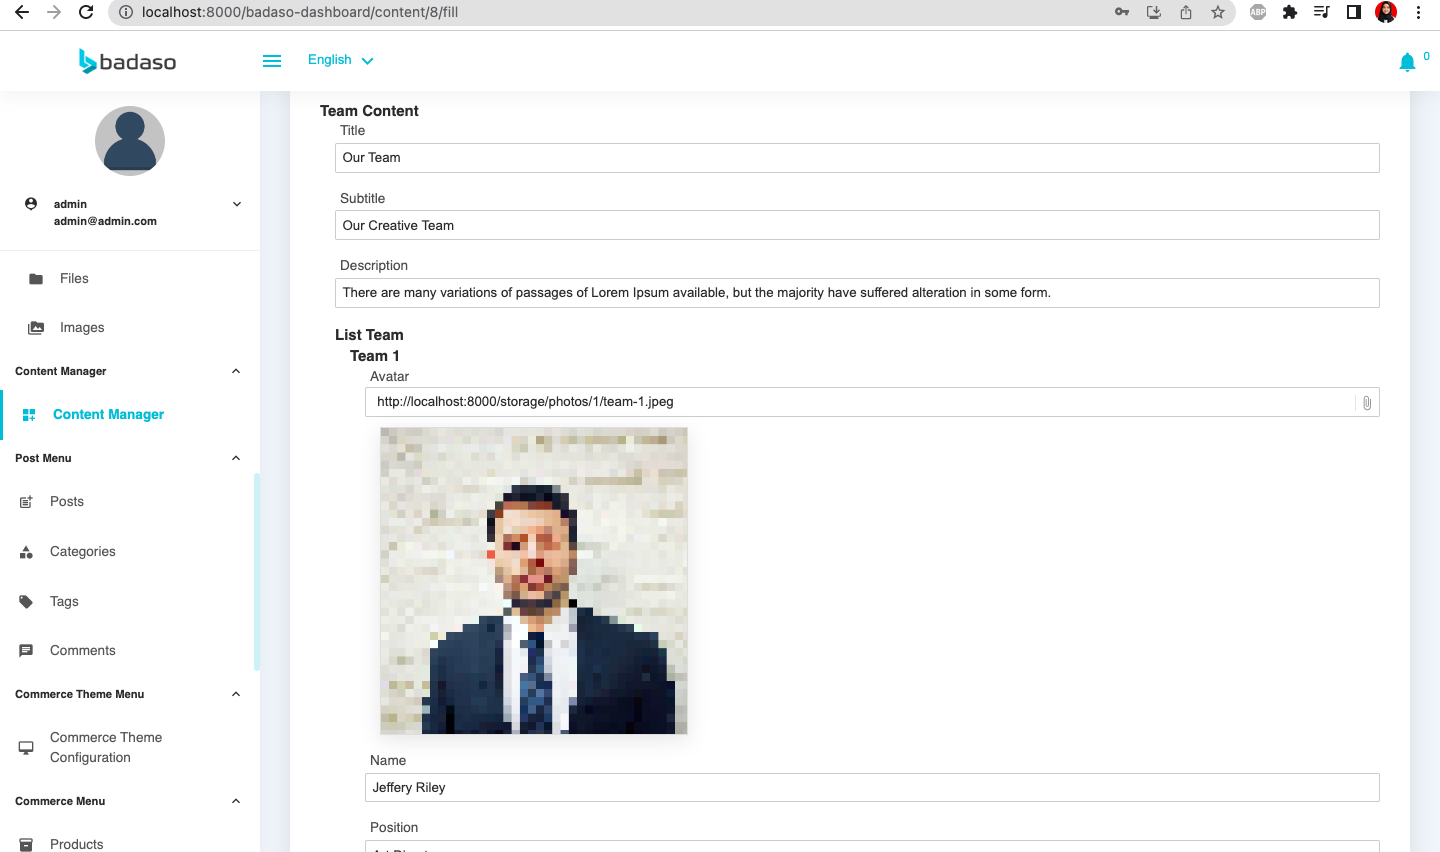 localhost:8000/badaso-dashboard/content/8/fill
ABP
badaso
English
0
admin
admin@admin.com
Files
Images
Content Manager
Content Manager
Post Menu
Posts
Categories
Tags
Comments
Commerce Theme Menu
Commerce Theme
Configuration
Commerce Menu
Products
Team Content
Title
Our Team
Subtitle
Our Creative Team
Description
There are many variations of passages of Lorem Ipsum available, but the majority have suffered alteration in some form.
List Team
Team 1
Avatar
http://localhost:8000/storage/photos/1/team-1.jpeg
Name
Jeffery Riley
Position